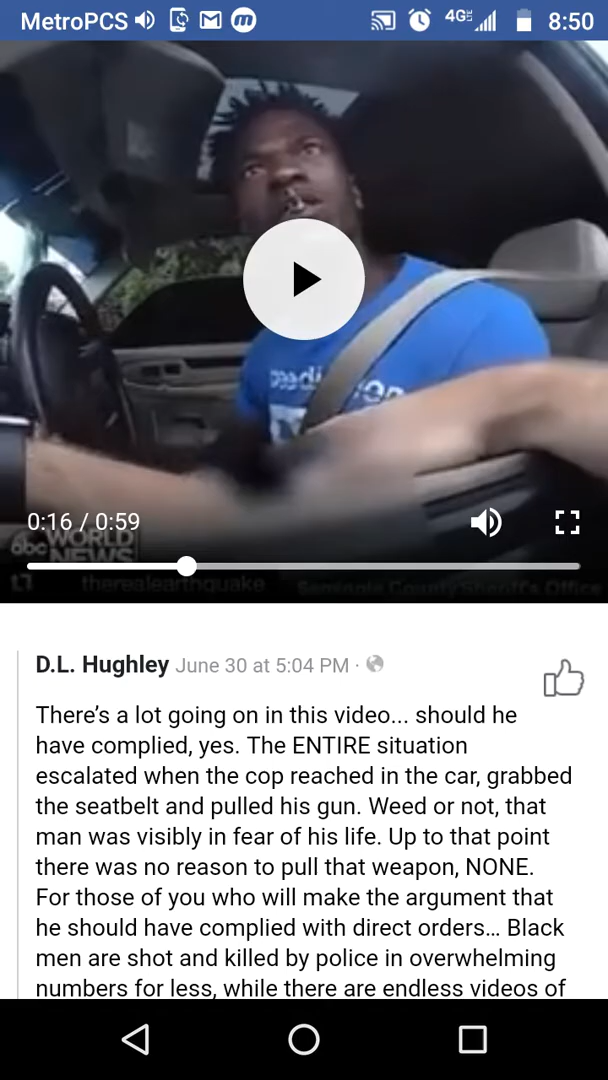 MetroPCS 4G LTE 8:50
0:16 / 0:59
abc WORLD
NEWS
therealearthquake Seminole County Sheriff's Office
D.L. Hughley June 30 at 5:04 PM ·
There’s a lot going on in this video... should he
have complied, yes. The ENTIRE situation
escalated when the cop reached in the car, grabbed
the seatbelt and pulled his gun. Weed or not, that
man was visibly in fear of his life. Up to that point
there was no reason to pull that weapon, NONE.
For those of you who will make the argument that
he should have complied with direct orders… Black
men are shot and killed by police in overwhelming
numbers for less, while there are endless videos of